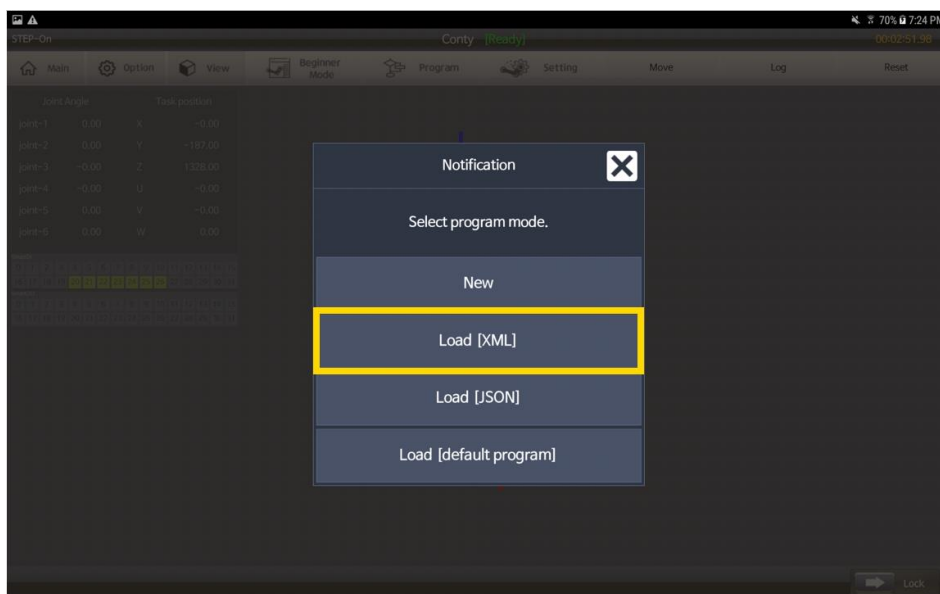 70% 7:24 PM
STEP-On
Conty [Ready]
00:02:51.98
Main
Option
View
Beginner
Mode
Program
Setting
Move
Log
Reset
Joint Angle Task position
Joint-1 0.00 X -0.00
Joint-2 0.00 Y -187.00
Joint-3 -0.00 Z 1328.00
Joint-4 -0.00 U -0.00
Joint-5 0.00 V -0.00
Joint-6 0.00 W 0.00
Notification
Select program mode.
New
Load [XML]
Load [JSON]
Load [default program]
Lock